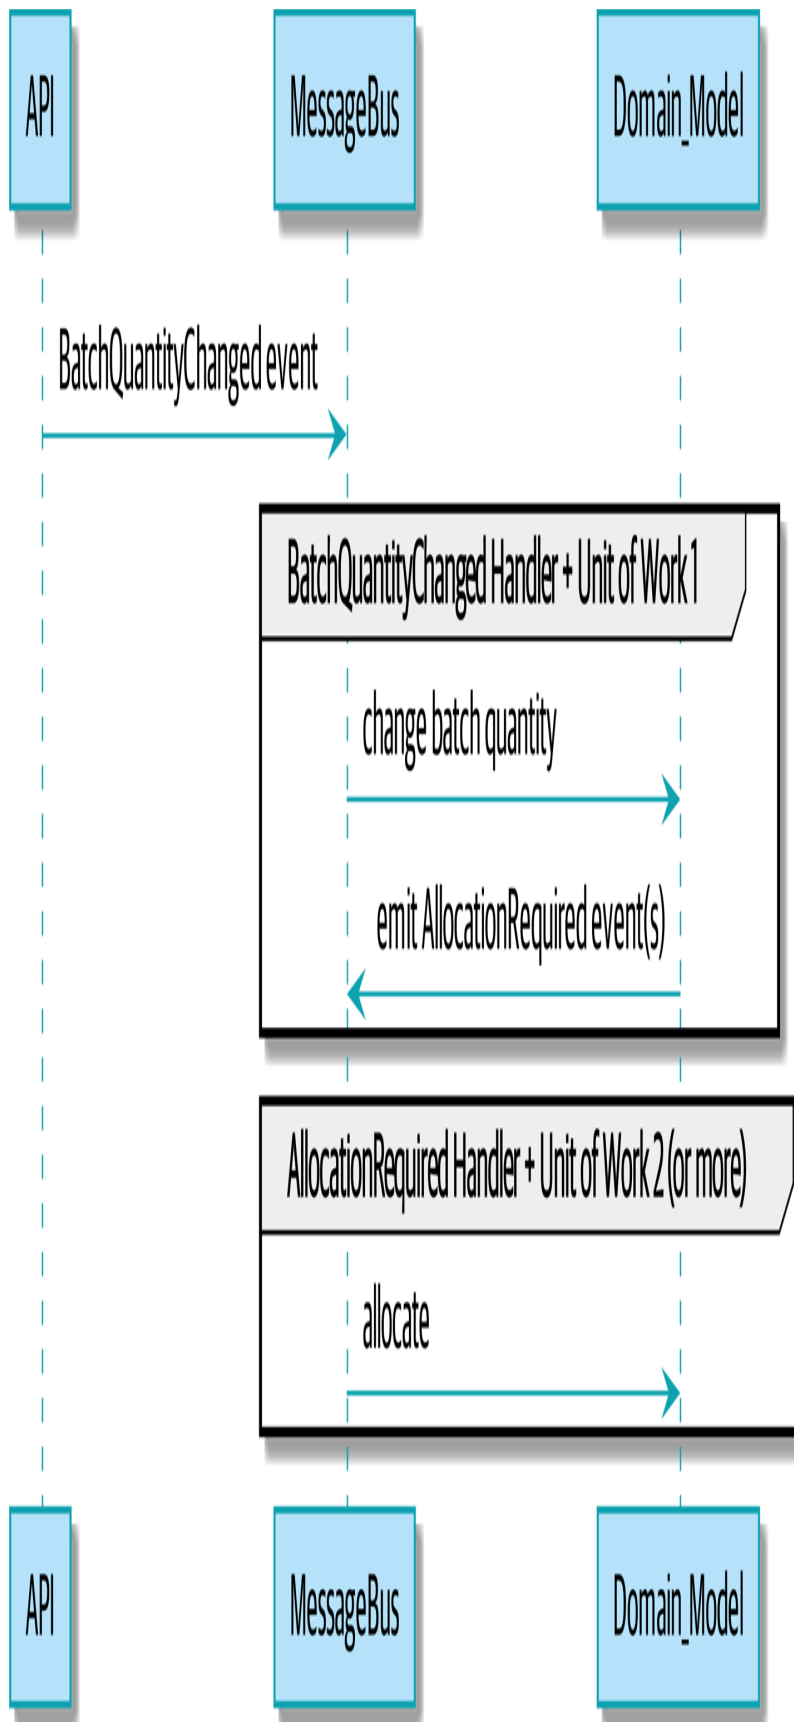 API
MessageBus
Domain_Model
BatchQuantityChanged event
BatchQuantityChanged Handler + Unit of Work 1
change batch quantity
emit AllocationRequired event(s)
AllocationRequired Handler + Unit of Work 2 (or more)
allocate
API
MessageBus
Domain_Model